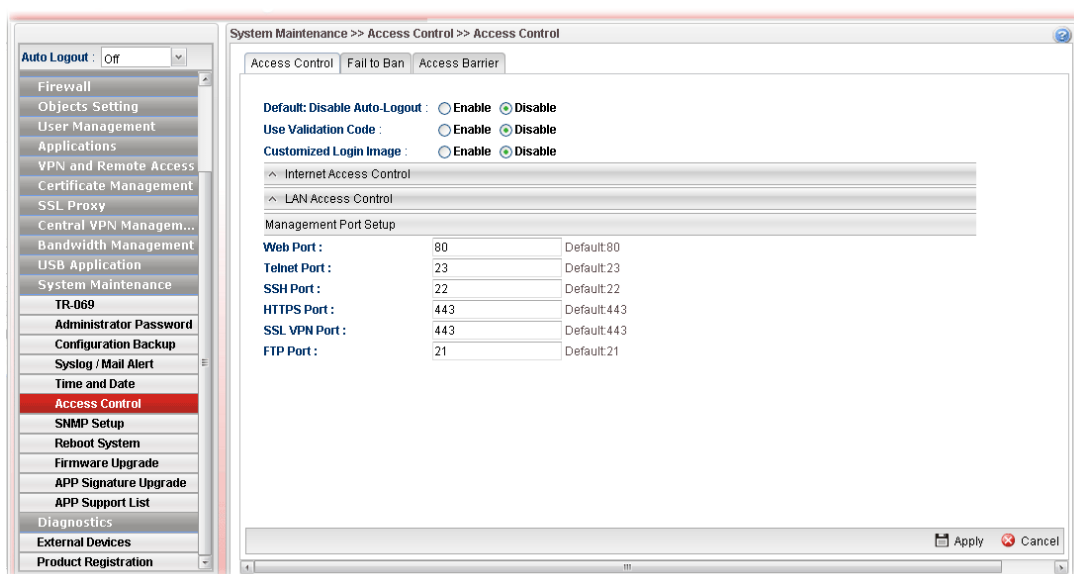 System Maintenance >> Access Control >> Access Control
Auto Logout : Off
Firewall
Objects Setting
User Management
Applications
VPN and Remote Access
Certificate Management
SSL Proxy
Central VPN Managem...
Bandwidth Management
USB Application
System Maintenance
TR-069
Administrator Password
Configuration Backup
Syslog / Mail Alert
Time and Date
Access Control
SNMP Setup
Reboot System
Firmware Upgrade
APP Signature Upgrade
APP Support List
Diagnostics
External Devices
Product Registration
Access Control Fail to Ban Access Barrier
Default: Disable Auto-Logout : Enable Disable
Use Validation Code : Enable Disable
Customized Login Image : Enable Disable
Internet Access Control
LAN Access Control
Management Port Setup
Web Port : 80 Default:80
Telnet Port : 23 Default:23
SSH Port : 22 Default:22
HTTPS Port : 443 Default:443
SSL VPN Port : 443 Default:443
FTP Port : 21 Default:21
Apply Cancel